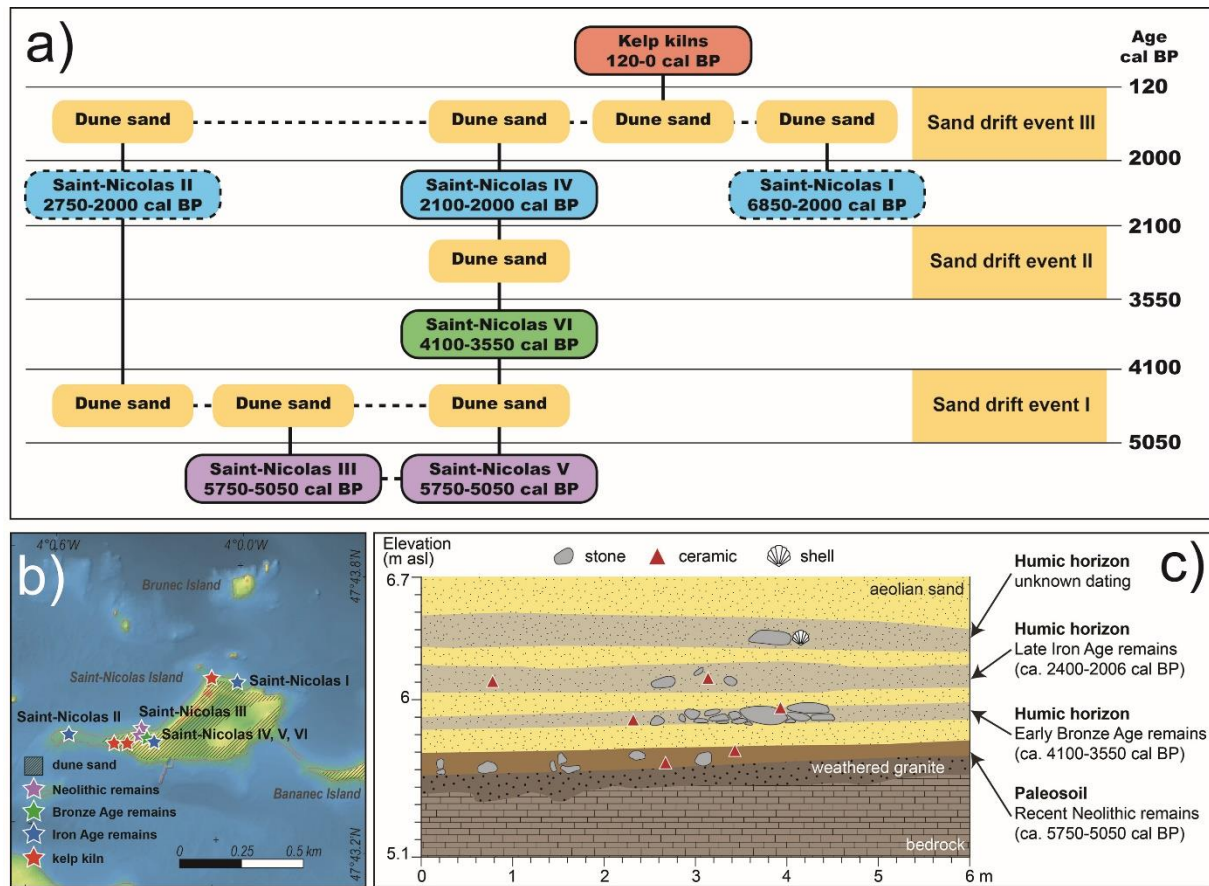 a)
Kelp kilns
120-0 cal BP
Age
cal BP
120
Dune sand
Dune sand
Dune sand
Dune sand
Sand drift event III
2000
Saint-Nicolas II
2750-2000 cal BP
Saint-Nicolas IV
2100-2000 cal BP
Saint-Nicolas I
6850-2000 cal BP
2100
Dune sand
Sand drift event II
3550
Saint-Nicolas VI
4100-3550 cal BP
4100
Dune sand
Dune sand
Dune sand
Sand drift event I
5050
Saint-Nicolas III
5750-5050 cal BP
Saint-Nicolas V
5750-5050 cal BP
b)
4°0.6'W
4°0.0'W
47°43.8'N
Brunec Island
Saint-Nicolas Island
Saint-Nicolas I
Saint-Nicolas II
Saint-Nicolas III
Saint-Nicolas IV, V, VI
dune sand
Neolithic remains
Bananec Island
Bronze Age remains
Iron Age remains
kelp kiln
0 0.25 0.5 km
47°43.2'N
c)
Elevation
(m asl)
stone
ceramic
shell
6.7
aeolian sand
6
weathered granite
bedrock
5.1
0 1 2 3 4 5 6 m
Humic horizon
unknown dating
Humic horizon
Late Iron Age remains
(ca. 2400-2006 cal BP)
Humic horizon
Early Bronze Age remains
(ca. 4100-3550 cal BP)
Paleosoil
Recent Neolithic remains
(ca. 5750-5050 cal BP)